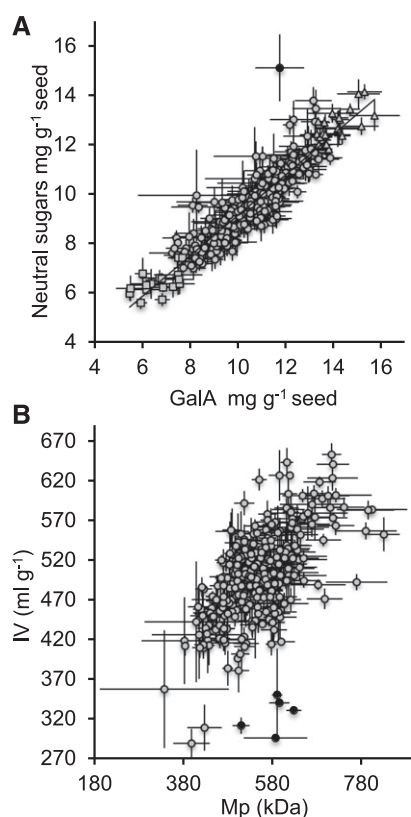 A
16
14
12
10
8
6
4
Neutral sugars mg g⁻¹ seed
4 6 8 10 12 14 16
GalA mg g⁻¹ seed
B
670
620
570
520
470
420
370
320
270
IV (ml g⁻¹)
180 380 580 780
Mp (kDa)